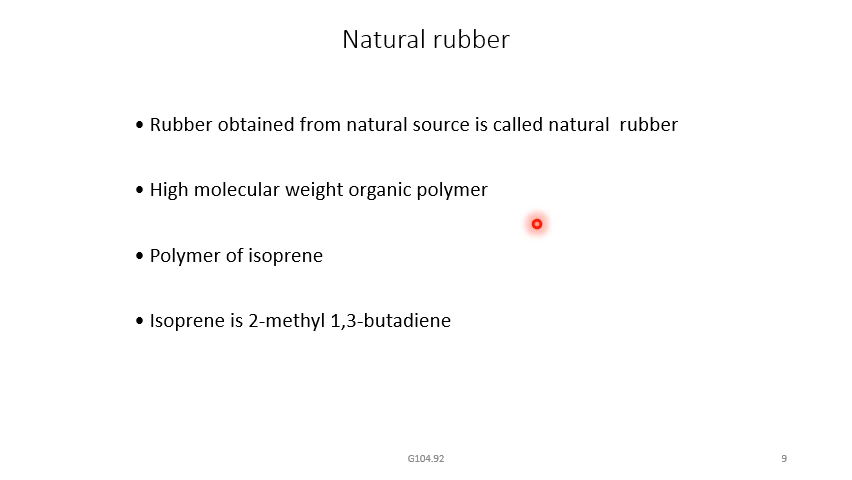 Natural rubber
• Rubber obtained from natural source is called natural  rubber
• High molecular weight organic polymer
• Polymer of isoprene
• Isoprene is 2-methyl 1,3-butadiene
G104.92
9